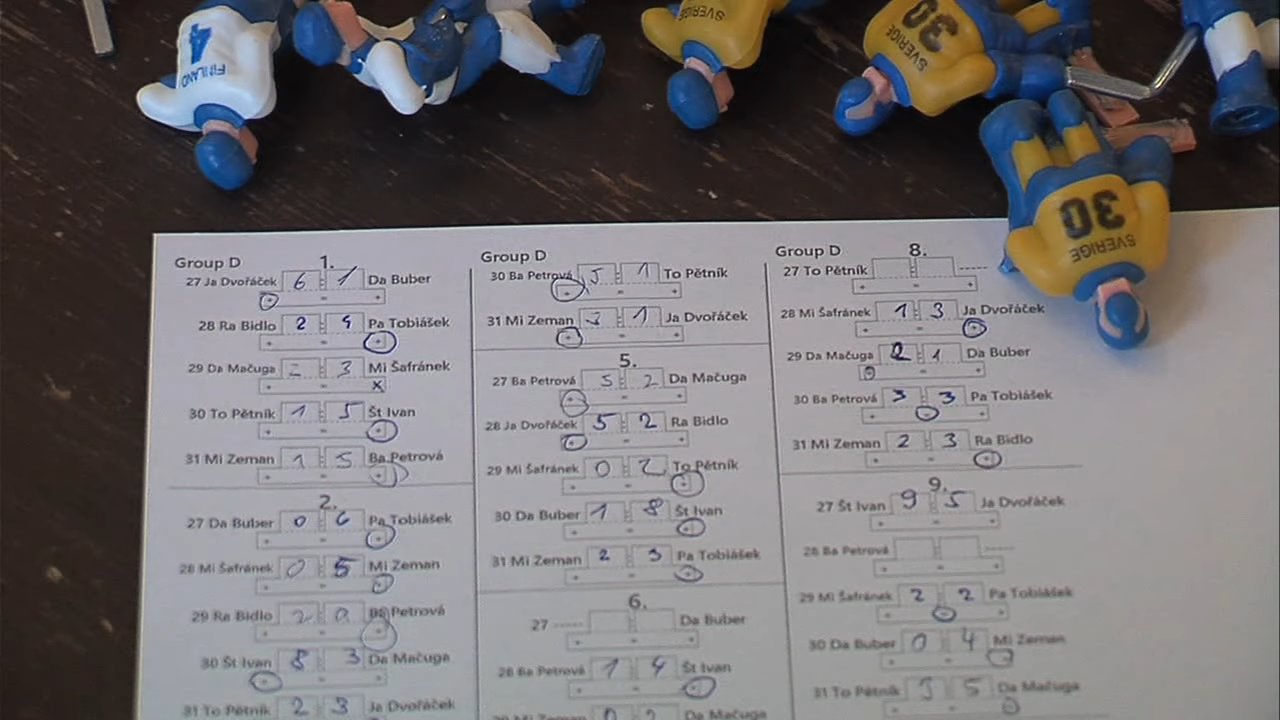 4
FINLAND
SVERIGE
30
SVERIGE
30
SVERIGE
Group D
1.
27 Ja Dvořáček 6 : 1 Da Buber
28 Ra Bidlo 2 : 4 Pa Tobiášek
29 Da Mačuga 2 : 3 Mi Šafránek
30 To Pětník 1 : 5 Št Ivan
31 Mi Zeman 1 : 5 Ba Petrová
2.
27 Da Buber 0 : 6 Pa Tobiášek
28 Mi Šafránek 0 : 5 Mi Zeman
29 Ra Bidlo 2 Ba Petrová
30 Št Ivan 8 : 3 Da Mačuga
31 To Pětník 2 : 3 Ja Dvořáček
Group D
30 Ba Petrová 1 To Pětník
31 Mi Zeman 1 Ja Dvořáček
5.
27 Ba Petrová 5 : 2 Da Mačuga
28 Ja Dvořáček 5 : 2 Ra Bidlo
29 Mi Šafránek 0 : 2 To Pětník
30 Da Buber 1 : 8 Št Ivan
31 Mi Zeman 2 : 3 Pa Tobiášek
6.
27 ----- Da Buber
28 Ba Petrová 1 : 4 Št Ivan
29 Mi Zeman 0 : 2 Da Mačuga
Group D
8.
27 To Pětník -----
28 Mi Šafránek 1 : 3 Ja Dvořáček
29 Da Mačuga 2 : 1 Da Buber
30 Ba Petrová 3 : 3 Pa Tobiášek
31 Mi Zeman 2 : 3 Ra Bidlo
9.
27 Št Ivan 9 : 5 Ja Dvořáček
28 Ba Petrová -----
29 Mi Šafránek 2 : 2 Pa Tobiášek
30 Da Buber 0 : 4 Mi Zeman
31 To Pětník 3 : 5 Da Mačuga